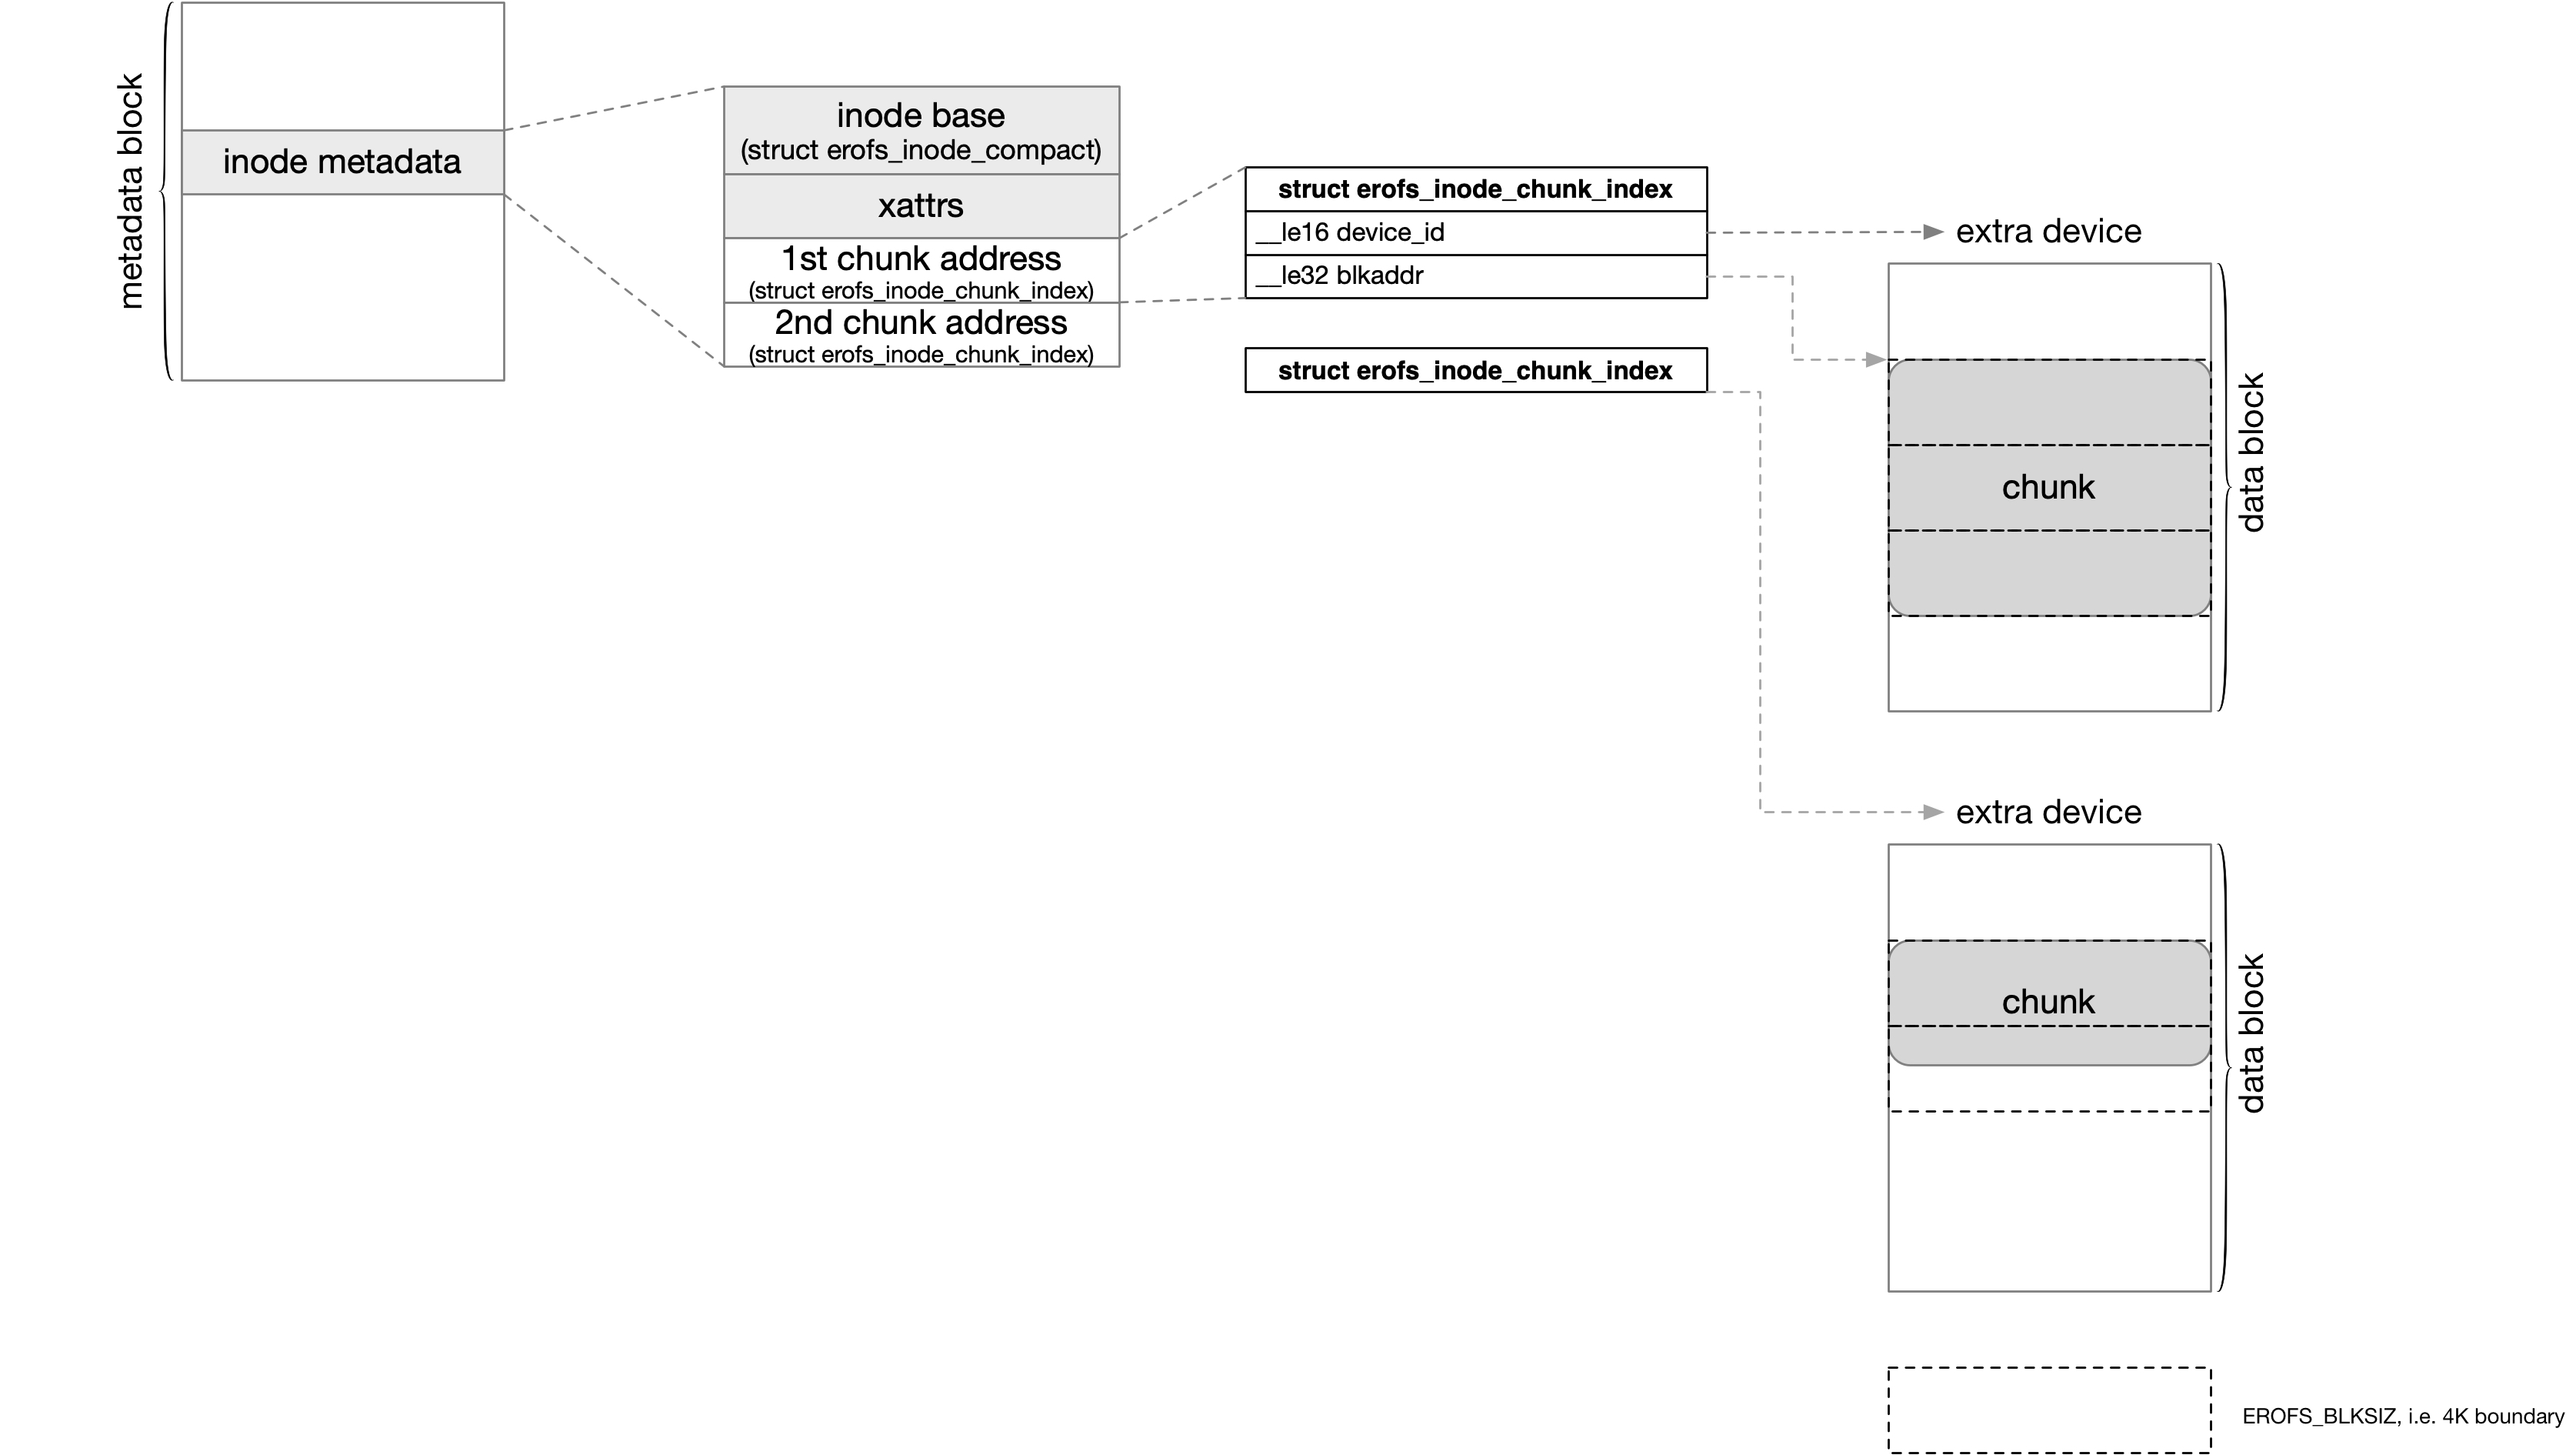 metadata block
inode metadata
inode base
(struct erofs_inode_compact)
xattrs
1st chunk address
(struct erofs_inode_chunk_index)
2nd chunk address
(struct erofs_inode_chunk_index)
struct erofs_inode_chunk_index
__le16 device_id
__le32 blkaddr
struct erofs_inode_chunk_index
extra device
chunk
data block
extra device
chunk
data block
EROFS_BLKSIZ, i.e. 4K boundary